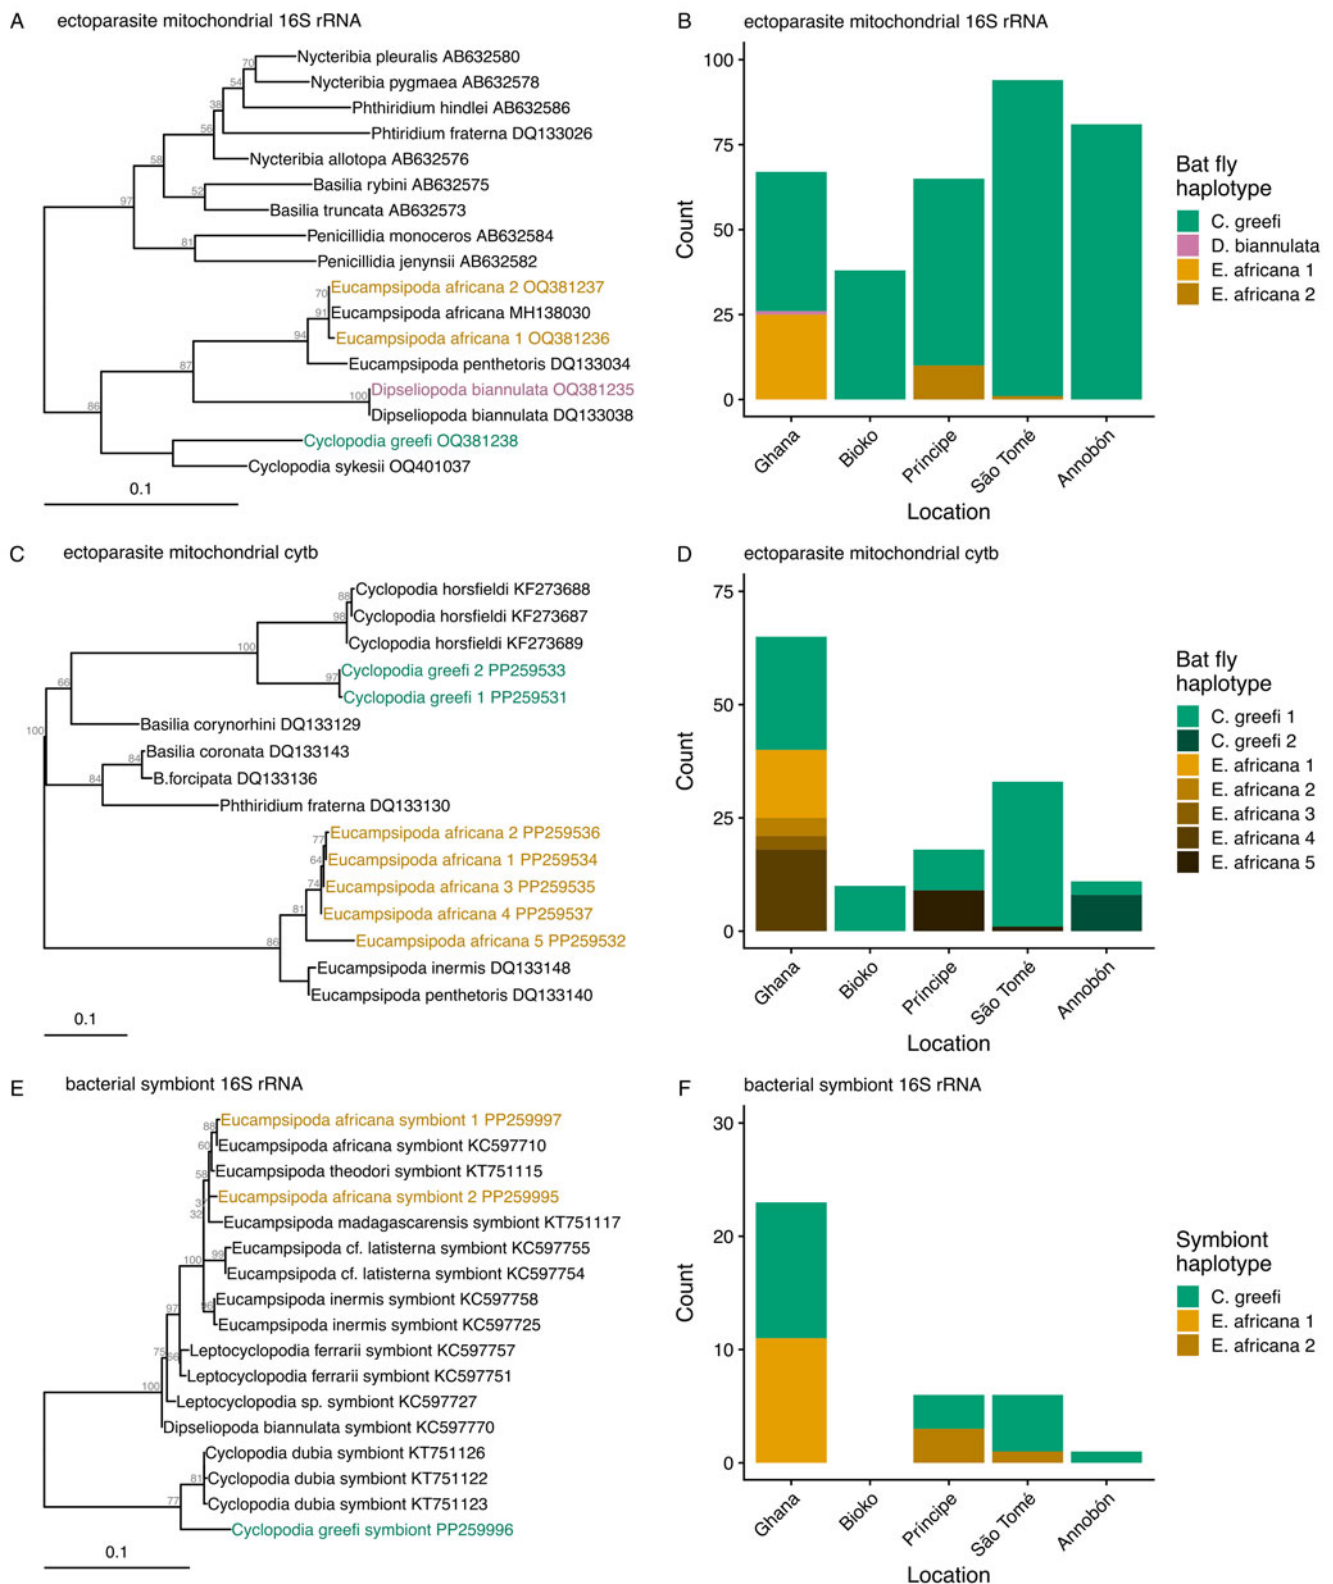 A ectoparasite mitochondrial 16S rRNA
70
Nycteribia pleuralis AB632580
54
Nycteribia pygmaea AB632578
38
Phthiridium hindlei AB632586
56
Phtiridium fraterna DQ133026
58
Nycteribia allotopa AB632576
52
Basilia rybini AB632575
97
Basilia truncata AB632573
81
Penicillidia monoceros AB632584
Penicillidia jenynsii AB632582
70
Eucampsipoda africana 2 OQ381237
91
Eucampsipoda africana MH138030
94
Eucampsipoda africana 1 OQ381236
87
Eucampsipoda penthetoris DQ133034
100
Dipseliopoda biannulata OQ381235
86
Dipseliopoda biannulata DQ133038
Cyclopodia greefi OQ381238
Cyclopodia sykesii OQ401037
0.1
B ectoparasite mitochondrial 16S rRNA
100
75
50
25
0
Count
Ghana
Bioko
Príncipe
São Tomé
Annobón
Location
Bat fly
haplotype
C. greefi
D. biannulata
E. africana 1
E. africana 2
C ectoparasite mitochondrial cytb
88
Cyclopodia horsfieldi KF273688
98
Cyclopodia horsfieldi KF273687
100
Cyclopodia horsfieldi KF273689
97
Cyclopodia greefi 2 PP259533
66
Cyclopodia greefi 1 PP259531
100
Basilia corynorhini DQ133129
84
Basilia coronata DQ133143
84
B.forcipata DQ133136
Phthiridium fraterna DQ133130
77
Eucampsipoda africana 2 PP259536
64
Eucampsipoda africana 1 PP259534
74
Eucampsipoda africana 3 PP259535
81
Eucampsipoda africana 4 PP259537
86
Eucampsipoda africana 5 PP259532
Eucampsipoda inermis DQ133148
Eucampsipoda penthetoris DQ133140
0.1
D ectoparasite mitochondrial cytb
75
50
25
0
Count
Ghana
Bioko
Príncipe
São Tomé
Annobón
Location
Bat fly
haplotype
C. greefi 1
C. greefi 2
E. africana 1
E. africana 2
E. africana 3
E. africana 4
E. africana 5
E bacterial symbiont 16S rRNA
88
Eucampsipoda africana symbiont 1 PP259997
60
Eucampsipoda africana symbiont KC597710
58
Eucampsipoda theodori symbiont KT751115
Eucampsipoda africana symbiont 2 PP259995
32
Eucampsipoda madagascarensis symbiont KT751117
99
Eucampsipoda cf. latisterna symbiont KC597755
100
Eucampsipoda cf. latisterna symbiont KC597754
Eucampsipoda inermis symbiont KC597758
97
Eucampsipoda inermis symbiont KC597725
75
Leptocyclopodia ferrarii symbiont KC597757
Leptocyclopodia ferrarii symbiont KC597751
100
Leptocyclopodia sp. symbiont KC597727
Dipseliopoda biannulata symbiont KC597770
Cyclopodia dubia symbiont KT751126
81
Cyclopodia dubia symbiont KT751122
77
Cyclopodia dubia symbiont KT751123
Cyclopodia greefi symbiont PP259996
0.1
F bacterial symbiont 16S rRNA
30
20
10
0
Count
Ghana
Bioko
Príncipe
São Tomé
Annobón
Location
Symbiont
haplotype
C. greefi
E. africana 1
E. africana 2